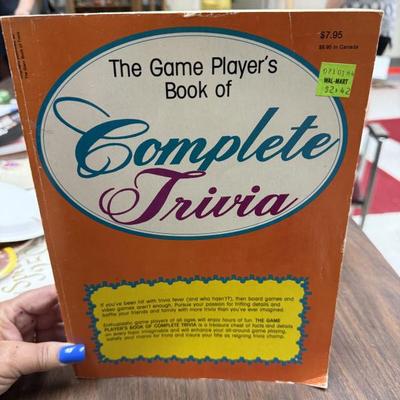 $7.95
$9.95 in Canada
WAL-MART
The Game Player's
Book of
Complete
Trivia
If you've been hit with trivia fever (and who hasn't?), then board games and
video games aren't enough. Pursue your passion for trifling details and
baffle your friends and family with more trivia than you've ever imagined.
Enthusiastic game players of all ages will enjoy hours of fun. THE GAME
PLAYER'S BOOK OF COMPLETE TRIVIA is a treasure chest of facts and details
on every topic imaginable and will enhance your all-around game playing,
satisfy your mania for trivia and insure your title as reigning trivia champ.